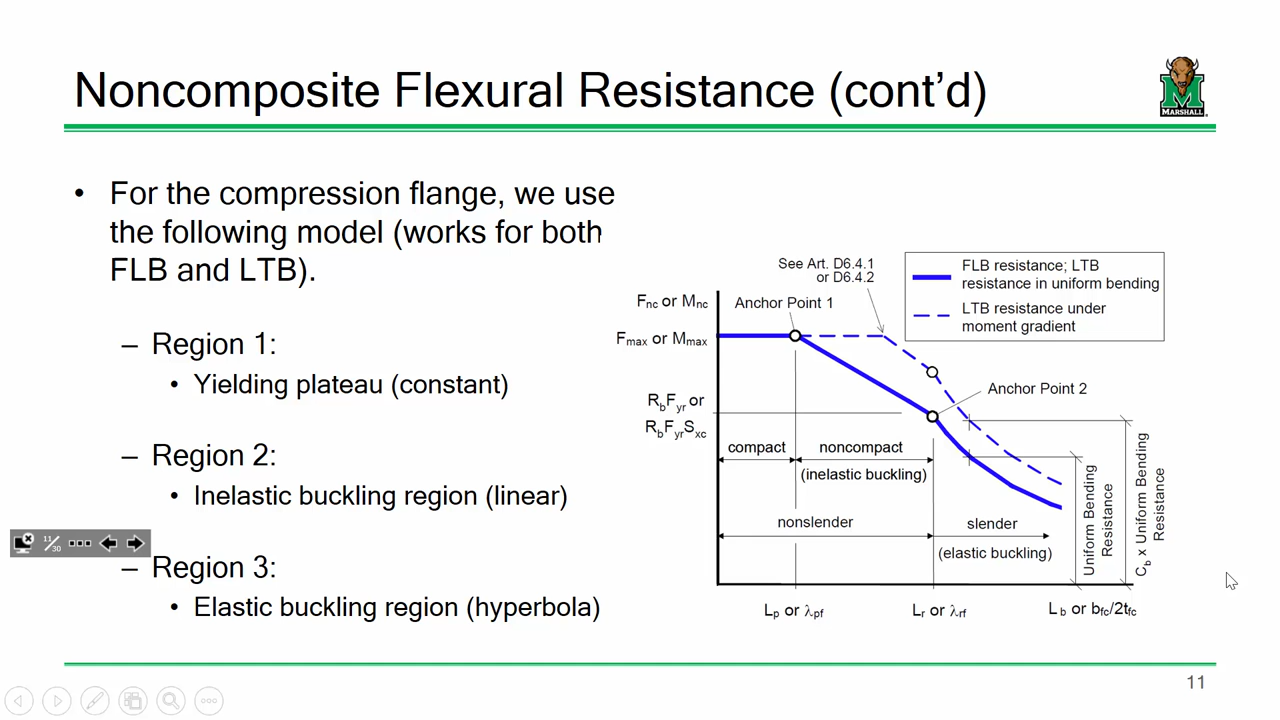 Noncomposite Flexural Resistance (cont’d)
MARSHALL
• For the compression flange, we use
the following model (works for both
FLB and LTB).
– Region 1:
• Yielding plateau (constant)
– Region 2:
• Inelastic buckling region (linear)
– Region 3:
• Elastic buckling region (hyperbola)
11/30
See Art. D6.4.1
or D6.4.2
FLB resistance; LTB
resistance in uniform bending
LTB resistance under
moment gradient
Fnc or Mnc
Anchor Point 1
Fmax or Mmax
Anchor Point 2
RbFyr or
RbFyrSxc
compact
noncompact
(inelastic buckling)
nonslender
slender
(elastic buckling)
Uniform Bending
Resistance
Cb x Uniform Bending
Resistance
Lp or λpf
Lr or λrf
Lb or bfc/2tfc
11